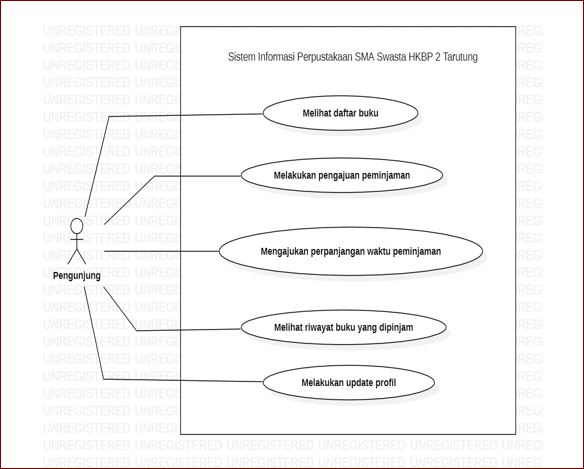 Sistem Informasi Perpustakaan SMA Swasta HKBP 2 Tarutung
Melihat daftar buku
Melakukan pengajuan peminjaman
Mengajukan perpanjangan waktu peminjaman
Pengunjung
Melihat riwayat buku yang dipinjam
Melakukan update profil
UNREGISTERED UNREGISTERED UNREGISTERED UNREGISTERED UNREGISTERED UNREGI